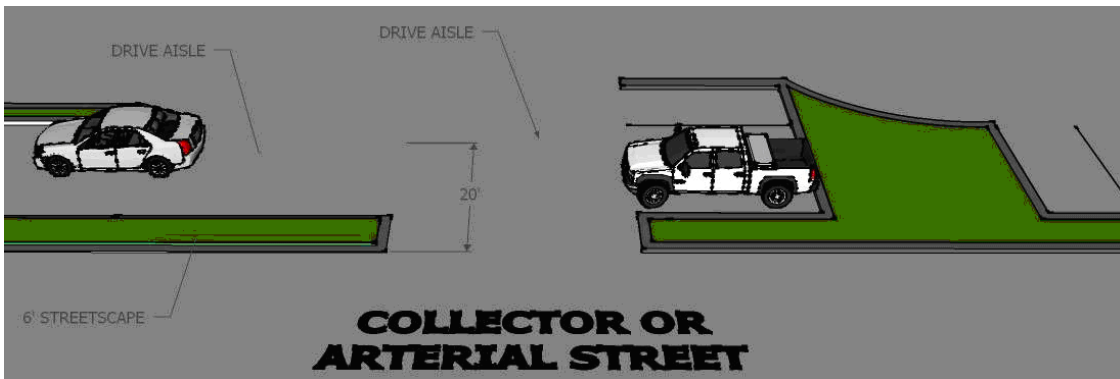 DRIVE AISLE
DRIVE AISLE
20'
6' STREETSCAPE
COLLECTOR OR
ARTERIAL STREET